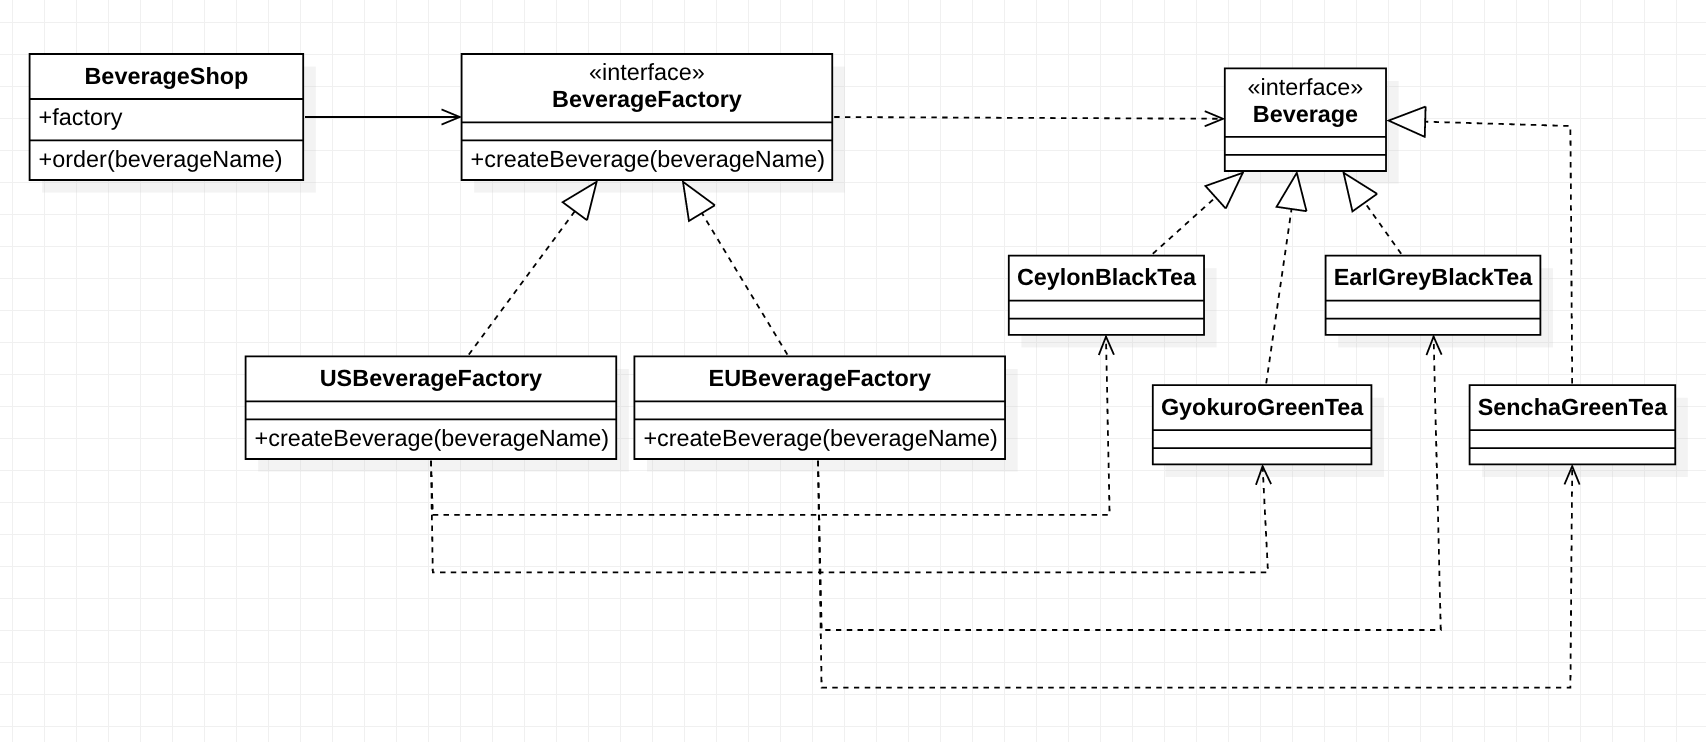 BeverageShop
+factory
+order(beverageName)
«interface»
BeverageFactory
+createBeverage(beverageName)
«interface»
Beverage
CeylonBlackTea
EarlGreyBlackTea
USBeverageFactory
+createBeverage(beverageName)
EUBeverageFactory
+createBeverage(beverageName)
GyokuroGreenTea
SenchaGreenTea